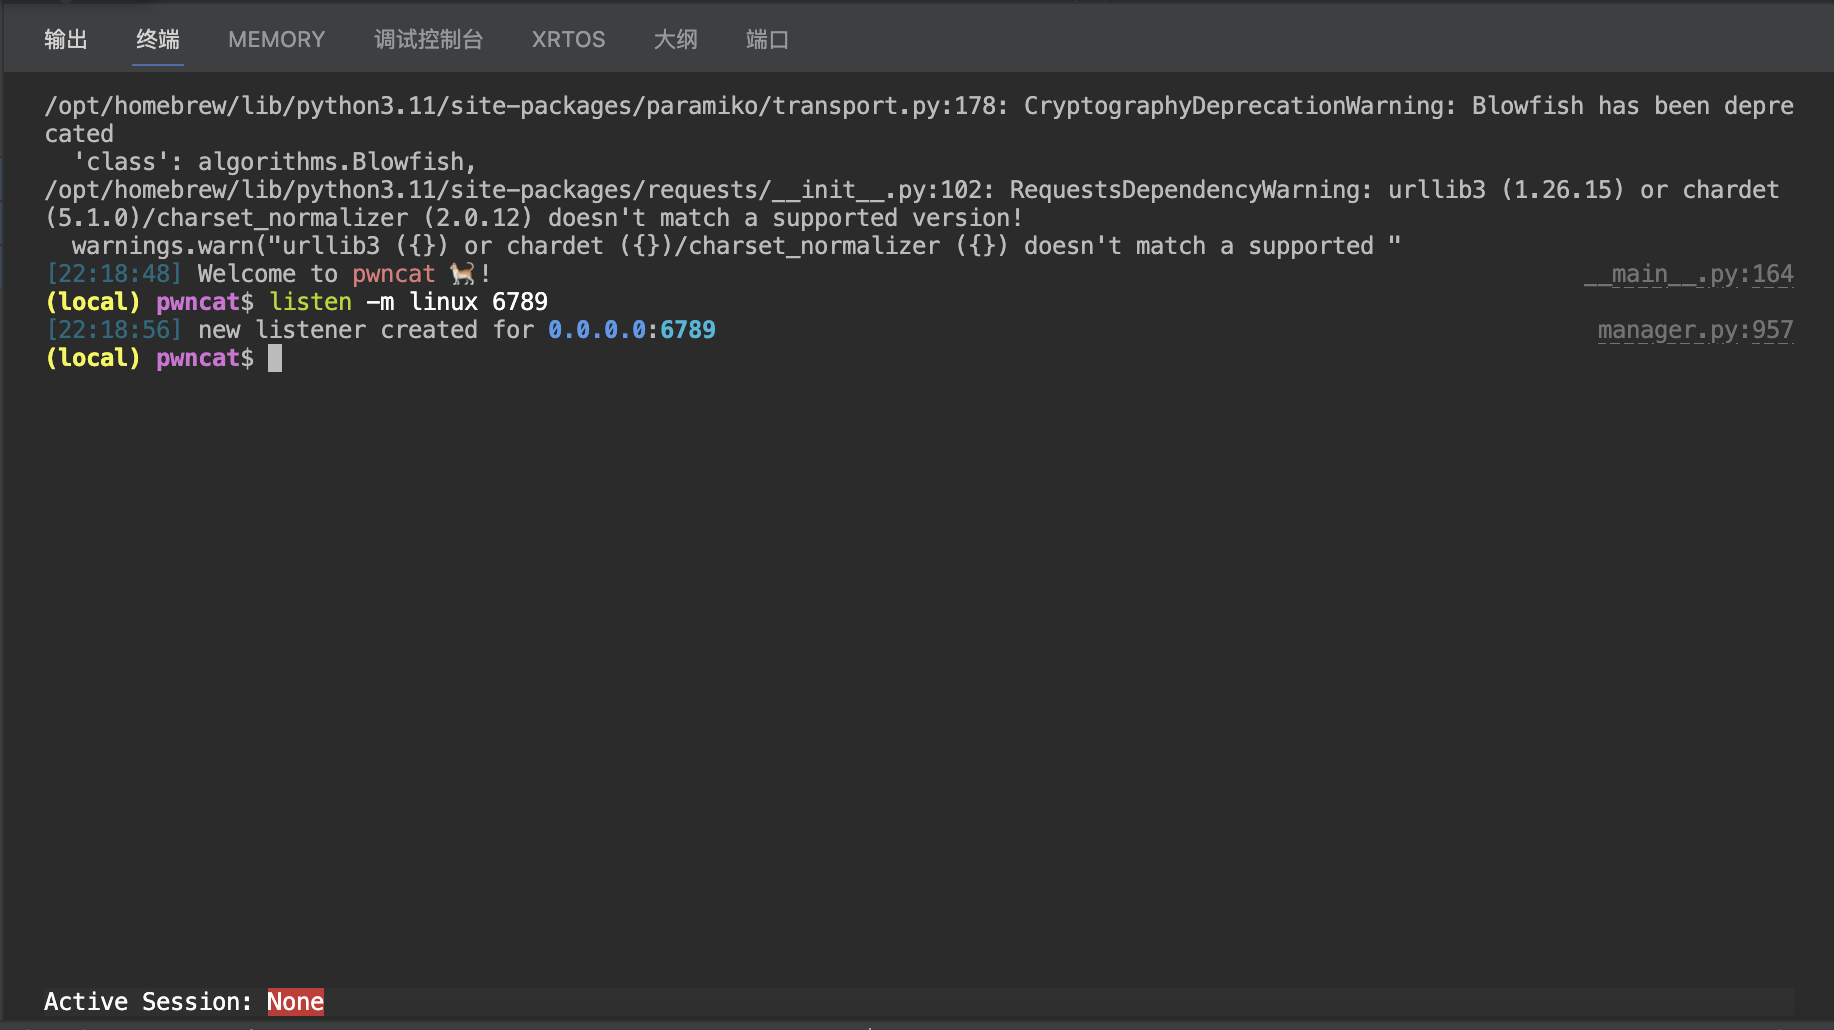 输出 终端 MEMORY 调试控制台 XRTOS 大纲 端口
/opt/homebrew/lib/python3.11/site-packages/paramiko/transport.py:178: CryptographyDeprecationWarning: Blowfish has been depre
cated
  'class': algorithms.Blowfish,
/opt/homebrew/lib/python3.11/site-packages/requests/__init__.py:102: RequestsDependencyWarning: urllib3 (1.26.15) or chardet
(5.1.0)/charset_normalizer (2.0.12) doesn't match a supported version!
  warnings.warn("urllib3 ({}) or chardet ({})/charset_normalizer ({}) doesn't match a supported "
[22:18:48] Welcome to pwncat 🐈! __main__.py:164
(local) pwncat$ listen -m linux 6789
[22:18:56] new listener created for 0.0.0.0:6789 manager.py:957
(local) pwncat$
Active Session: None